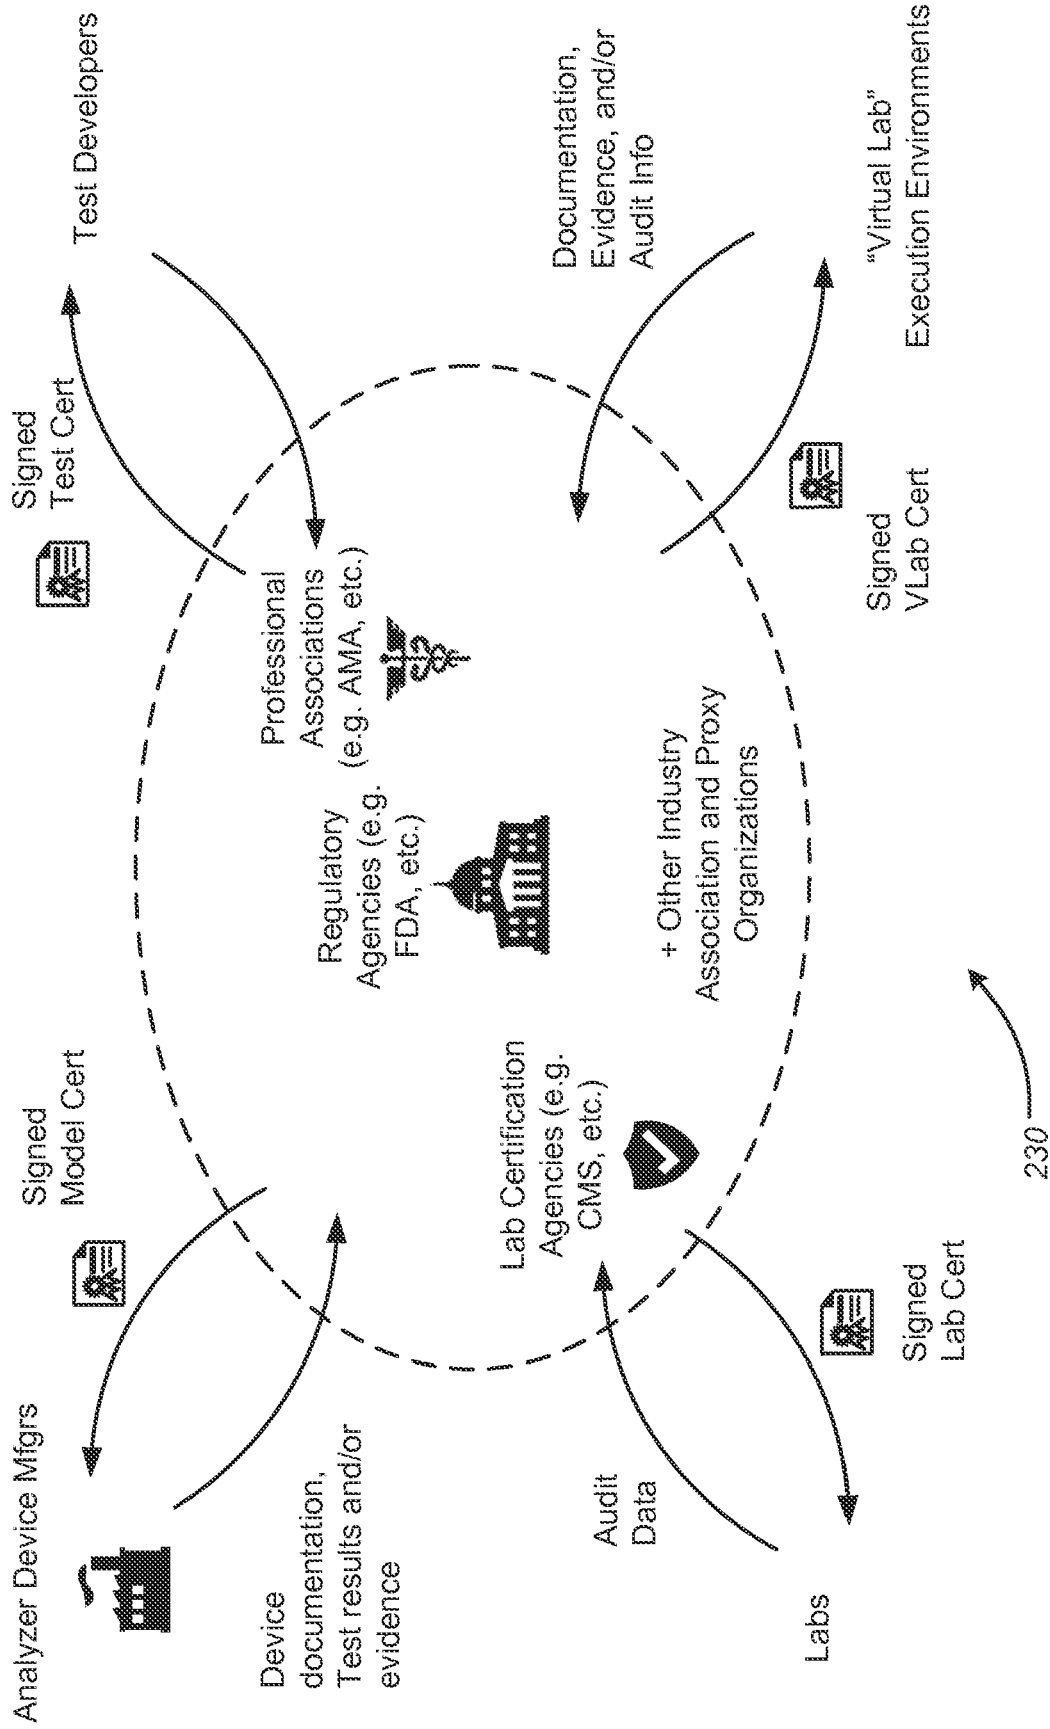 Analyzer Device Mfgrs
Signed
Model Cert
Signed
Test Cert
Test Developers
Device
documentation,
Test results and/or
evidence
Regulatory
Agencies (e.g.
FDA, etc.)
Professional
Associations
(e.g. AMA, etc.)
Lab Certification
Agencies (e.g.
CMS, etc.)
+ Other Industry
Association and Proxy
Organizations
Documentation,
Evidence, and/or
Audit Info
Audit
Data
Labs
Signed
Lab Cert
Signed
VLab Cert
“Virtual Lab”
Execution Environments
230